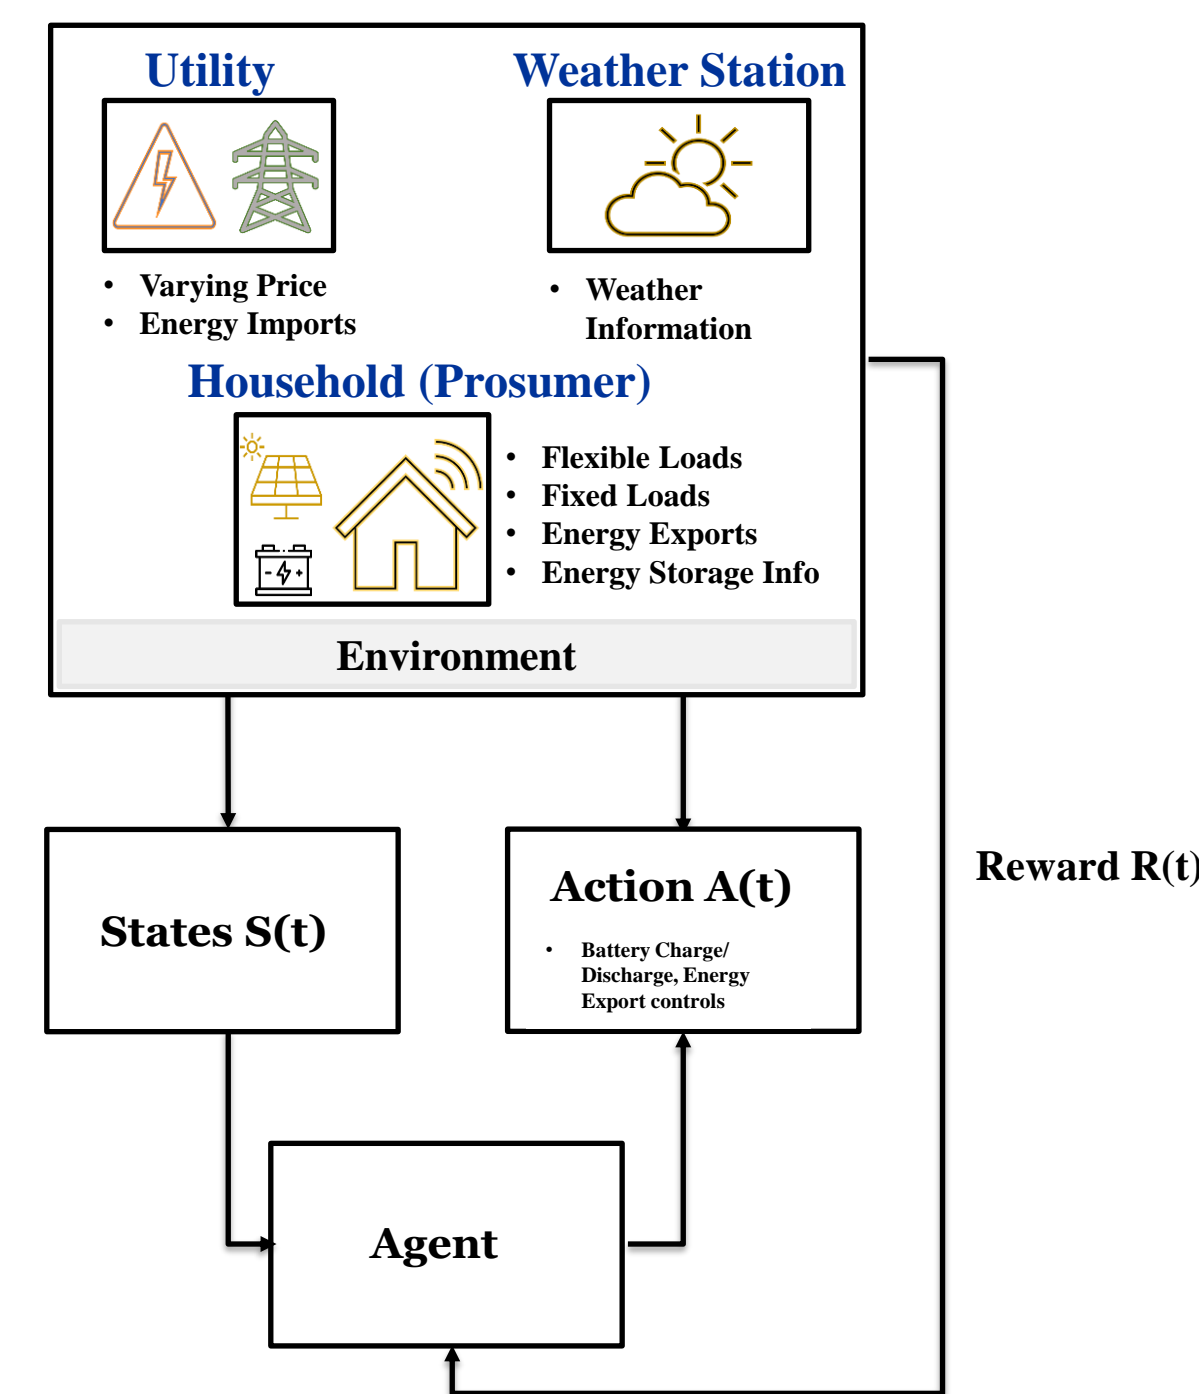 Utility
Weather Station
• Varying Price
• Energy Imports
• Weather
Information
Household (Prosumer)
• Flexible Loads
• Fixed Loads
• Energy Exports
• Energy Storage Info
Environment
States S(t)
Action A(t)
• Battery Charge/
Discharge, Energy
Export controls
Reward R(t)
Agent